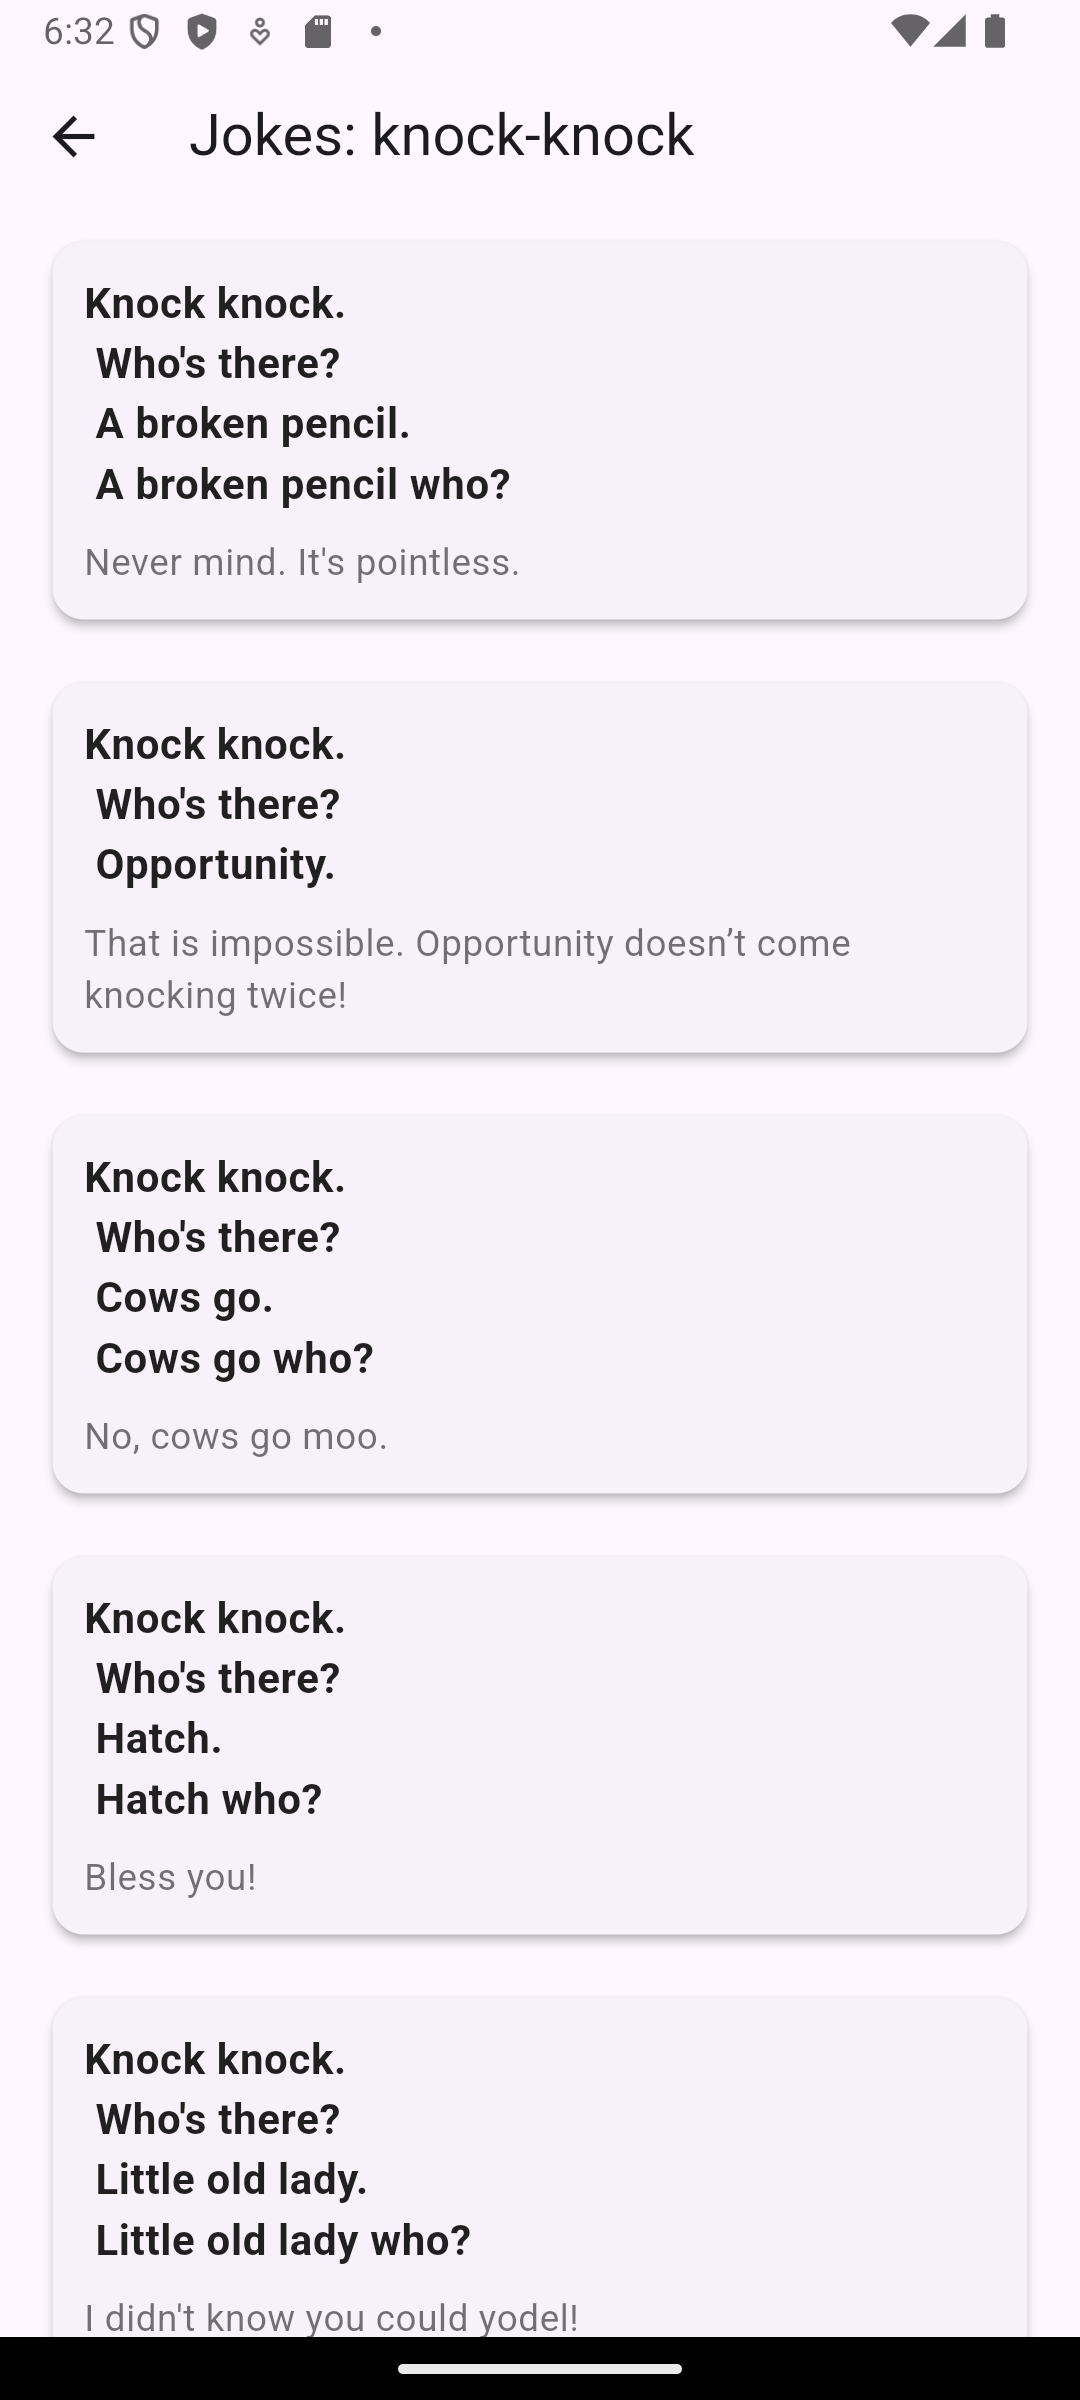 6:32
Jokes: knock-knock
Knock knock.
Who's there?
A broken pencil.
A broken pencil who?
Never mind. It's pointless.
Knock knock.
Who's there?
Opportunity.
That is impossible. Opportunity doesn’t come
knocking twice!
Knock knock.
Who's there?
Cows go.
Cows go who?
No, cows go moo.
Knock knock.
Who's there?
Hatch.
Hatch who?
Bless you!
Knock knock.
Who's there?
Little old lady.
Little old lady who?
I didn't know you could yodel!